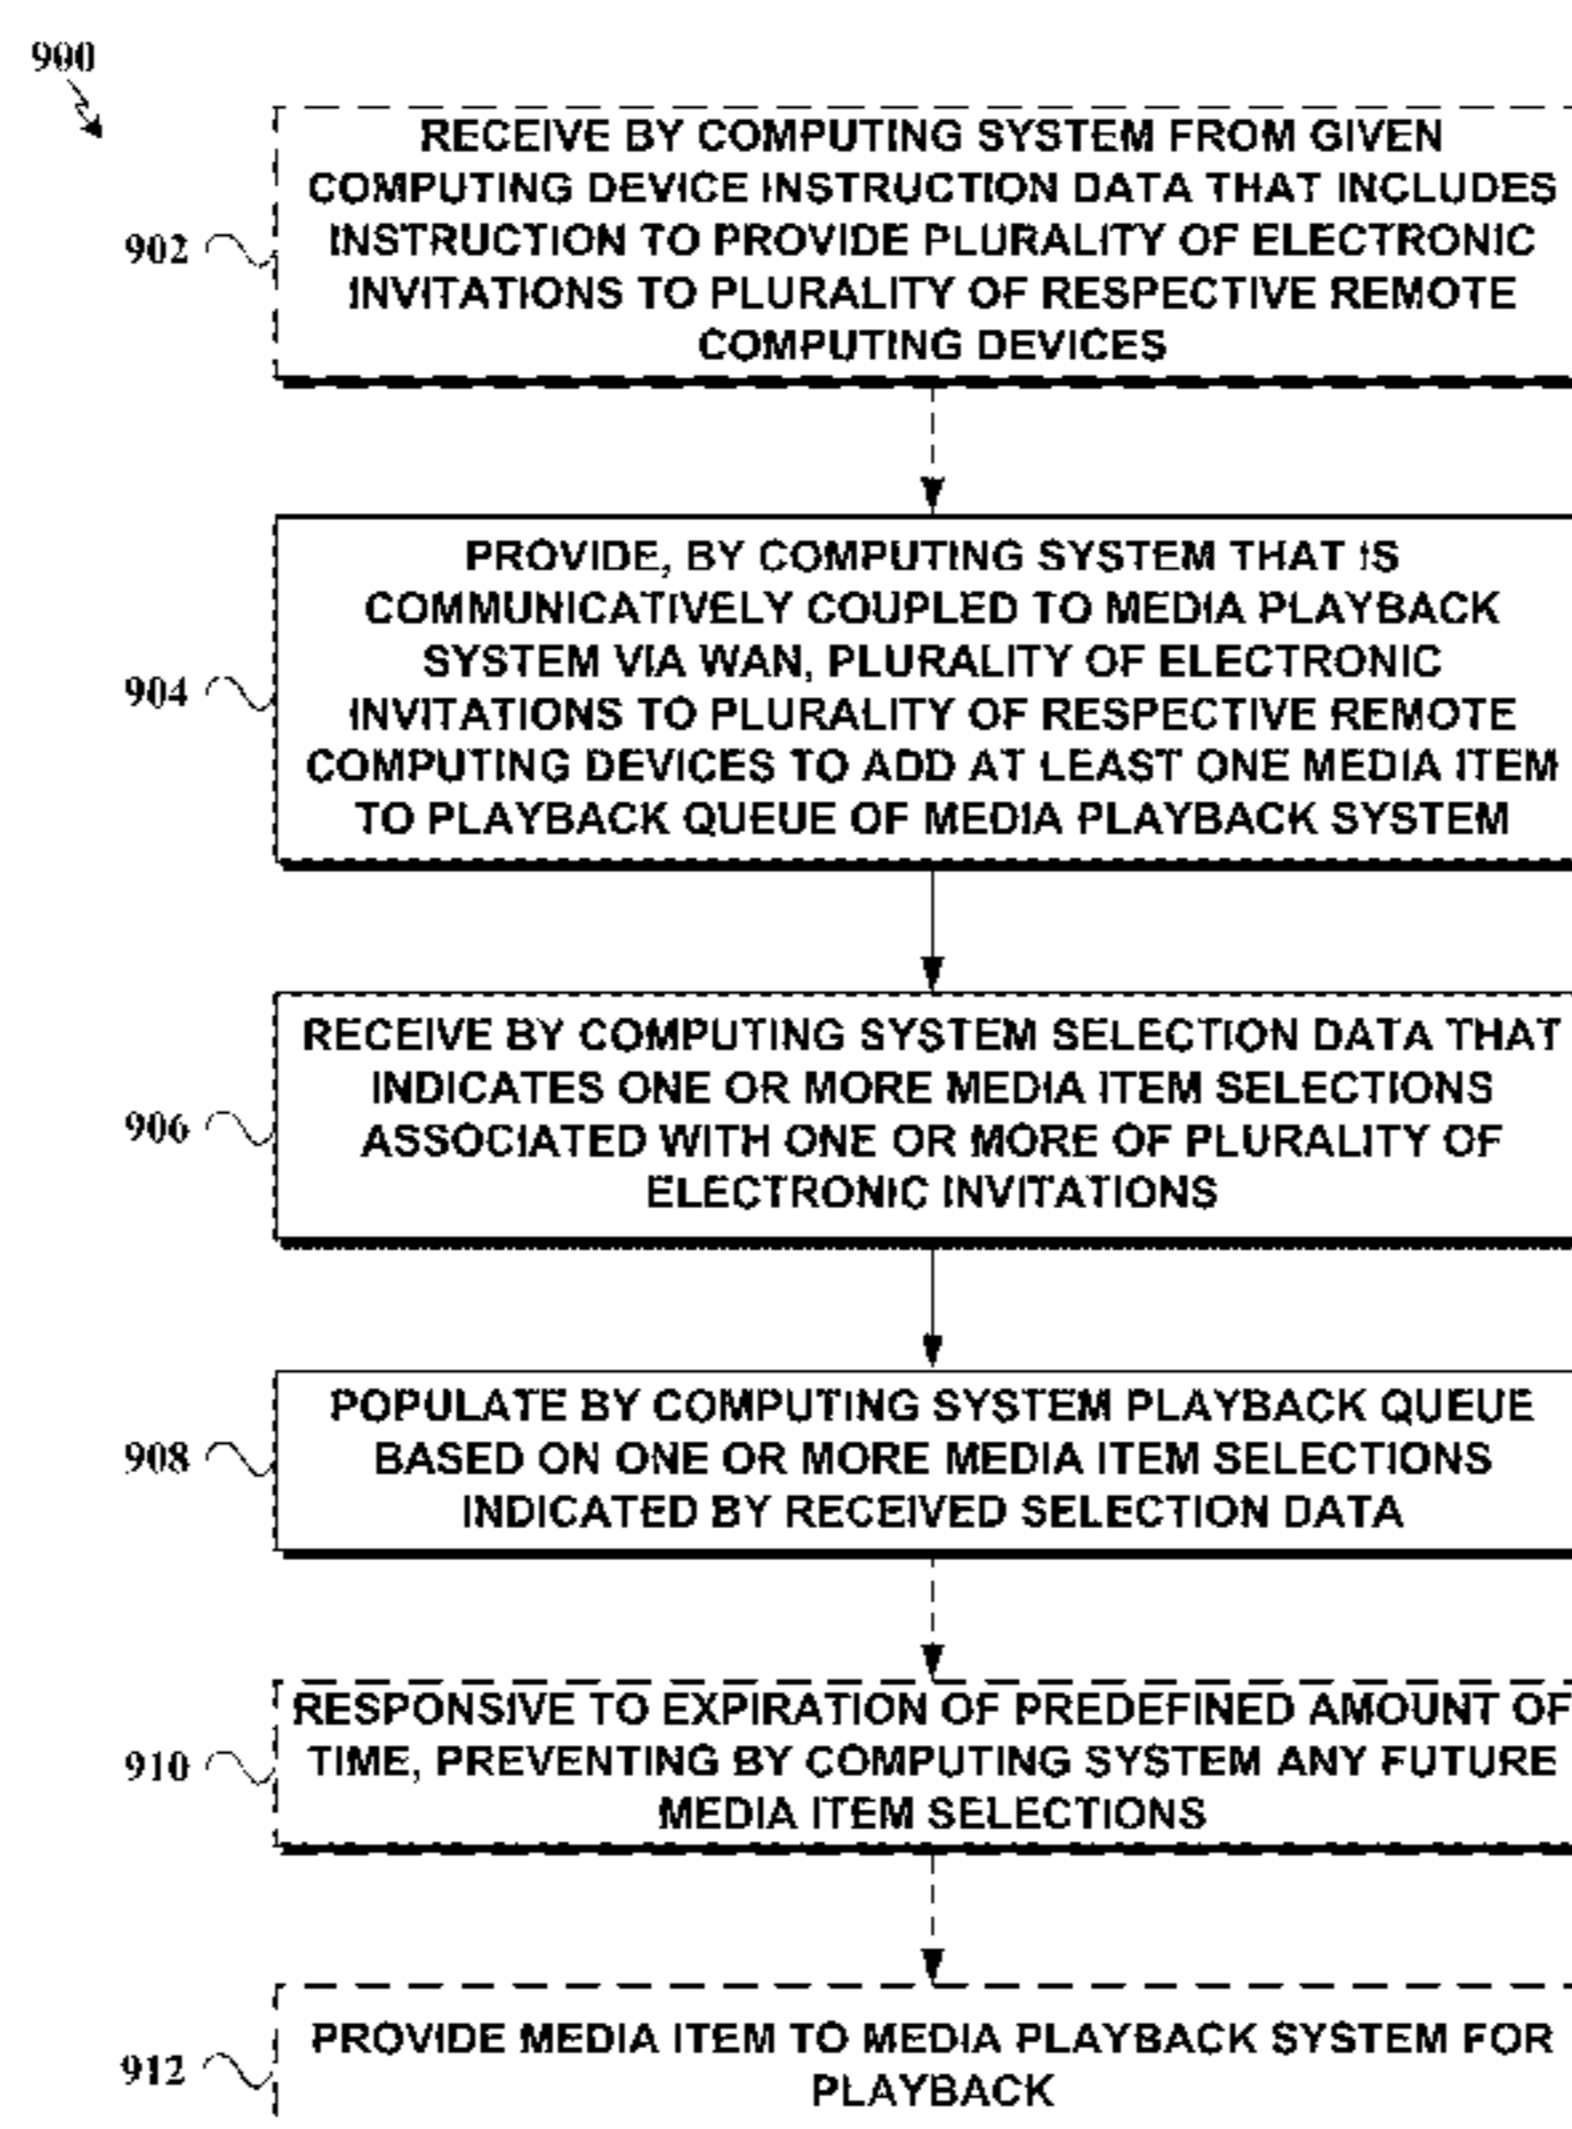 900
RECEIVE BY COMPUTING SYSTEM FROM GIVEN
COMPUTING DEVICE INSTRUCTION DATA THAT INCLUDES
INSTRUCTION TO PROVIDE PLURALITY OF ELECTRONIC
INVITATIONS TO PLURALITY OF RESPECTIVE REMOTE
COMPUTING DEVICES
902
PROVIDE, BY COMPUTING SYSTEM THAT IS
COMMUNICATIVELY COUPLED TO MEDIA PLAYBACK
SYSTEM VIA WAN, PLURALITY OF ELECTRONIC
INVITATIONS TO PLURALITY OF RESPECTIVE REMOTE
COMPUTING DEVICES TO ADD AT LEAST ONE MEDIA ITEM
TO PLAYBACK QUEUE OF MEDIA PLAYBACK SYSTEM
904
RECEIVE BY COMPUTING SYSTEM SELECTION DATA THAT
INDICATES ONE OR MORE MEDIA ITEM SELECTIONS
ASSOCIATED WITH ONE OR MORE OF PLURALITY OF
ELECTRONIC INVITATIONS
906
POPULATE BY COMPUTING SYSTEM PLAYBACK QUEUE
BASED ON ONE OR MORE MEDIA ITEM SELECTIONS
INDICATED BY RECEIVED SELECTION DATA
908
RESPONSIVE TO EXPIRATION OF PREDEFINED AMOUNT OF
TIME, PREVENTING BY COMPUTING SYSTEM ANY FUTURE
MEDIA ITEM SELECTIONS
910
PROVIDE MEDIA ITEM TO MEDIA PLAYBACK SYSTEM FOR
PLAYBACK
912